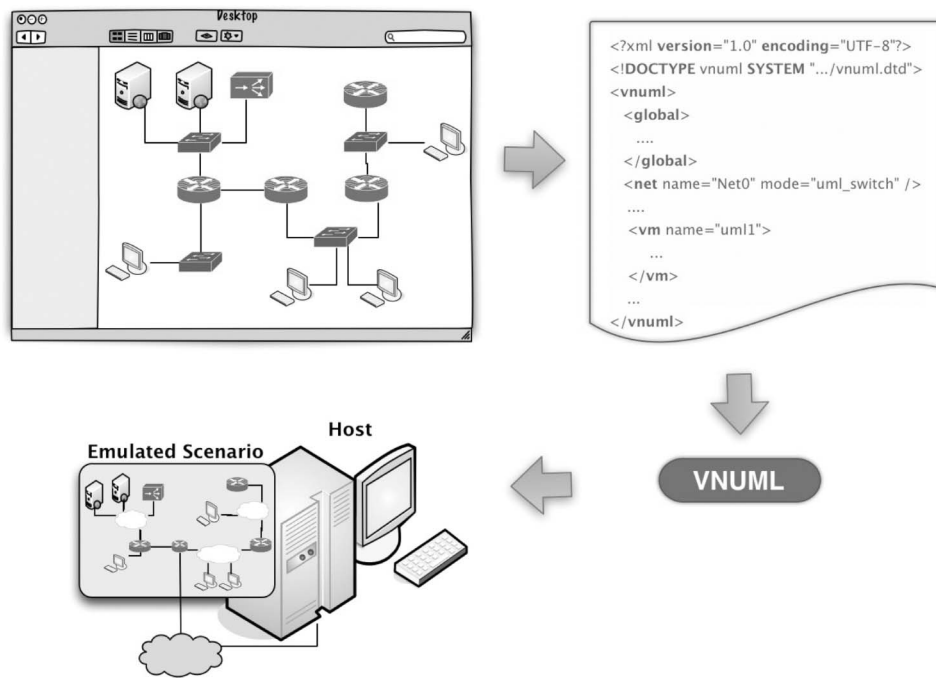 Desktop
<?xml version="1.0" encoding="UTF-8"?>
<!DOCTYPE vnuml SYSTEM ".../vnuml.dtd">
<vnuml>
<global>
....
</global>
<net name="Net0" mode="uml_switch" />
....
<vm name="uml1">
...
</vm>
...
</vnuml>
VNUML
Host
Emulated Scenario